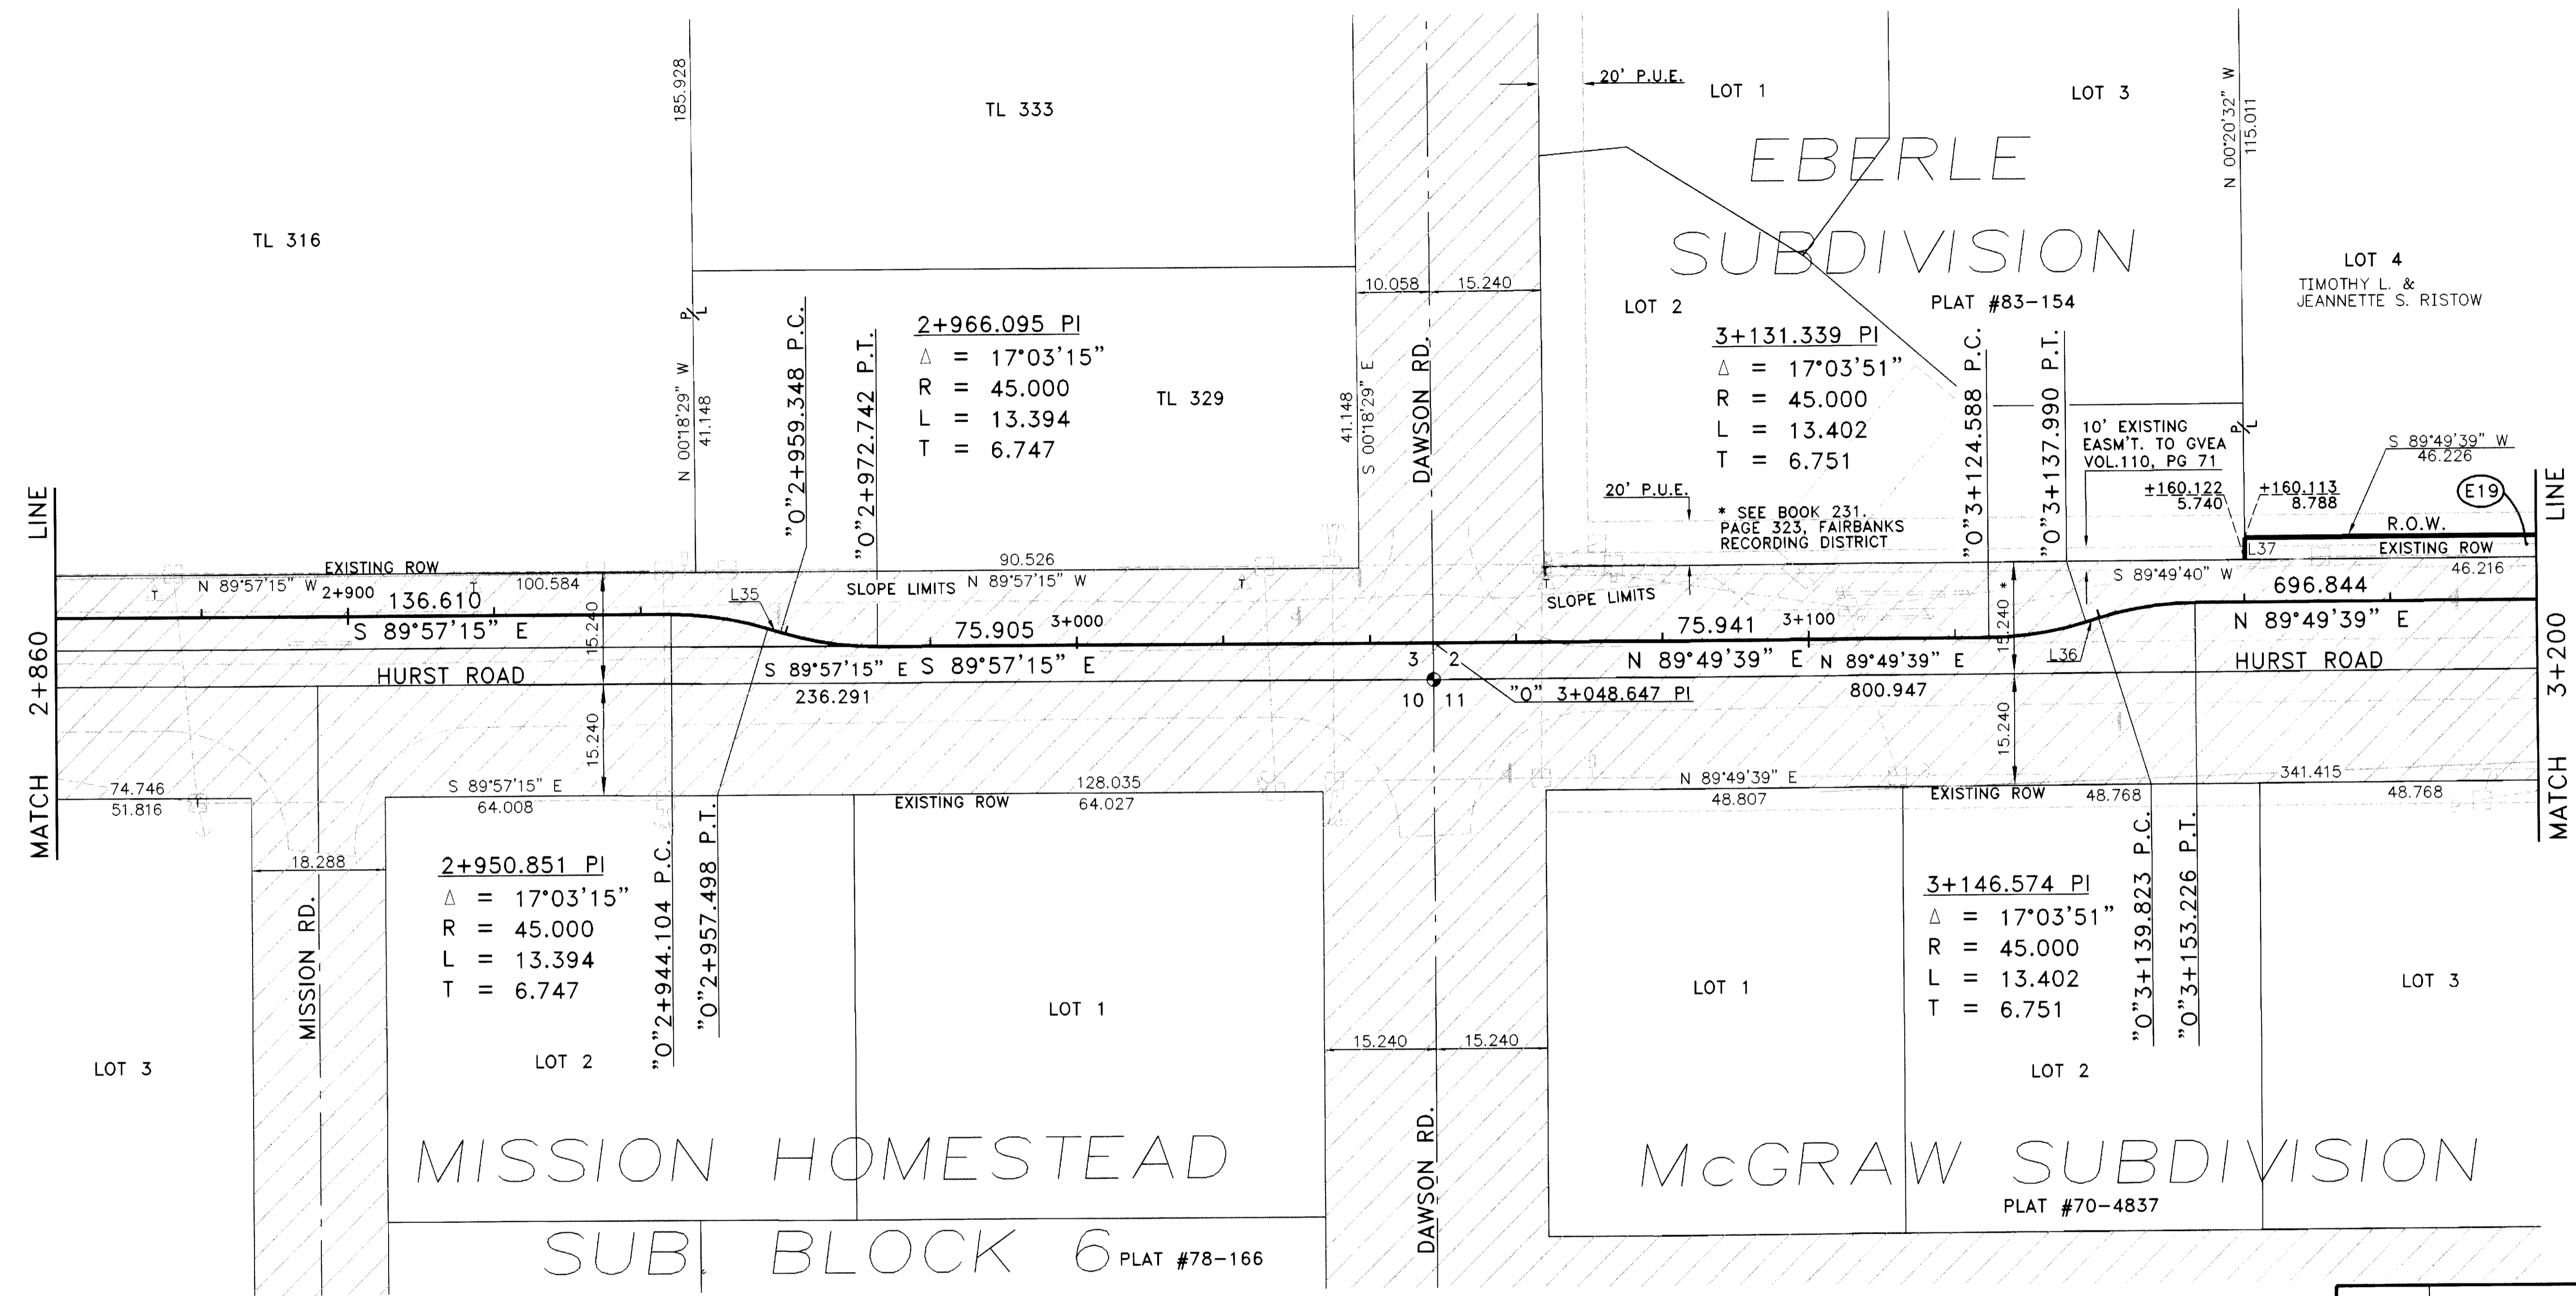 185.928
TL 333
20' P.U.E.
LOT 1
LOT 3
N 00°20'32" W
115.011
EBERLE
SUBDIVISION
PLAT #83-154
TL 316
LOT 4
TIMOTHY L. &
JEANNETTE S. RISTOW
10.058
15.240
LOT 2
P/L
N 00°18'29" W
41.148
"O"2+959.348 P.C.
"O"2+972.742 P.T.
2+966.095 PI
Δ = 17°03'15"
R = 45.000
L = 13.394
T = 6.747
TL 329
41.148
S 00°18'29" E
DAWSON RD.
3+131.339 PI
Δ = 17°03'51"
R = 45.000
L = 13.402
T = 6.751
20' P.U.E.
* SEE BOOK 231.
PAGE 323, FAIRBANKS
RECORDING DISTRICT
"O"3+124.588 P.C.
"O"3+137.990 P.T.
10' EXISTING
EASM'T. TO GVEA
VOL.110, PG 71
P/L
S 89°49'39" W
46.226
+160.122
5.740
+160.113
8.788
E19
R.O.W.
L37
EXISTING ROW
46.216
MATCH LINE 2+860
EXISTING ROW
N 89°57'15" W
T
2+900
136.610
T
100.584
S 89°57'15" E
15.240
L35
SLOPE LIMITS
90.526
N 89°57'15" W
T
75.905
3+000
T
SLOPE LIMITS
75.941
3+100
15.240 *
S 89°49'40" W
696.844
N 89°49'39" E
MATCH LINE 3+200
HURST ROAD
S 89°57'15" E
236.291
S 89°57'15" E
3
2
10
11
"O" 3+048.647 PI
N 89°49'39" E
N 89°49'39" E
800.947
L36
HURST ROAD
15.240
15.240
74.746
51.816
S 89°57'15" E
64.008
128.035
EXISTING ROW
64.027
N 89°49'39" E
48.807
EXISTING ROW
48.768
341.415
48.768
18.288
MISSION RD.
2+950.851 PI
Δ = 17°03'15"
R = 45.000
L = 13.394
T = 6.747
"O"2+944.104 P.C.
"O"2+957.498 P.T.
LOT 3
LOT 2
LOT 1
15.240
15.240
DAWSON RD.
LOT 1
3+146.574 PI
Δ = 17°03'51"
R = 45.000
L = 13.402
T = 6.751
"O"3+139.823 P.C.
"O"3+153.226 P.T.
LOT 2
LOT 3
MISSION HOMESTEAD
SUB. BLOCK 6
PLAT #78-166
McGRAW SUBDIVISION
PLAT #70-4837